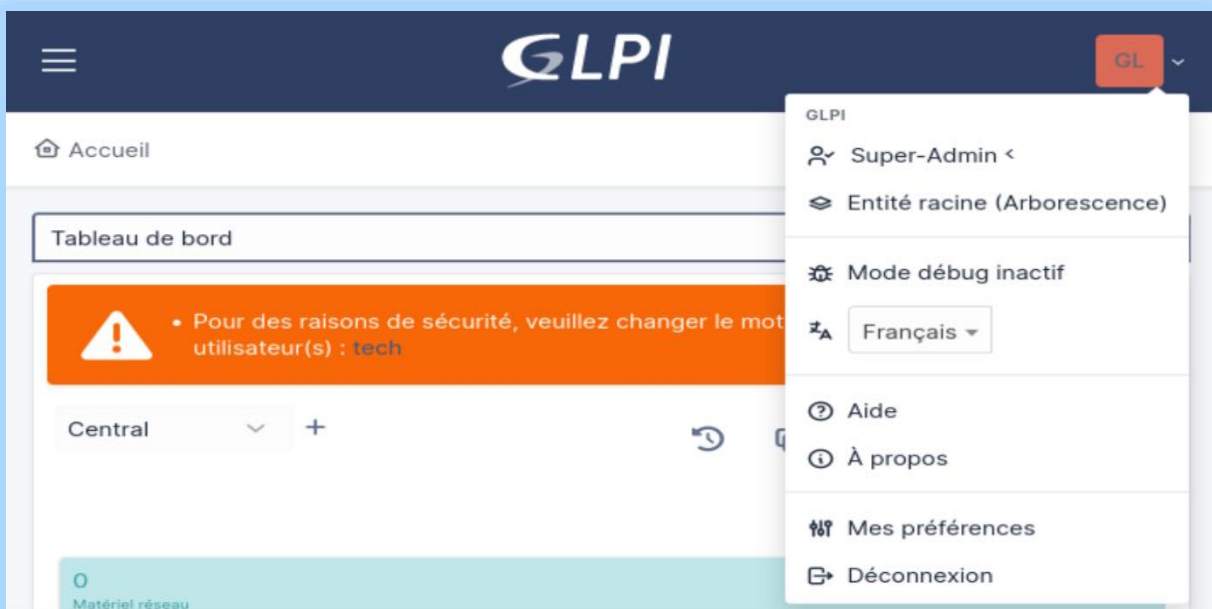 GLPI
GL
GLPI
Super-Admin <
Entité racine (Arborescence)
Mode débug inactif
Français
Aide
À propos
Mes préférences
Déconnexion
Accueil
Tableau de bord
• Pour des raisons de sécurité, veuillez changer le mot
utilisateur(s) : tech
Central
0
Matériel réseau